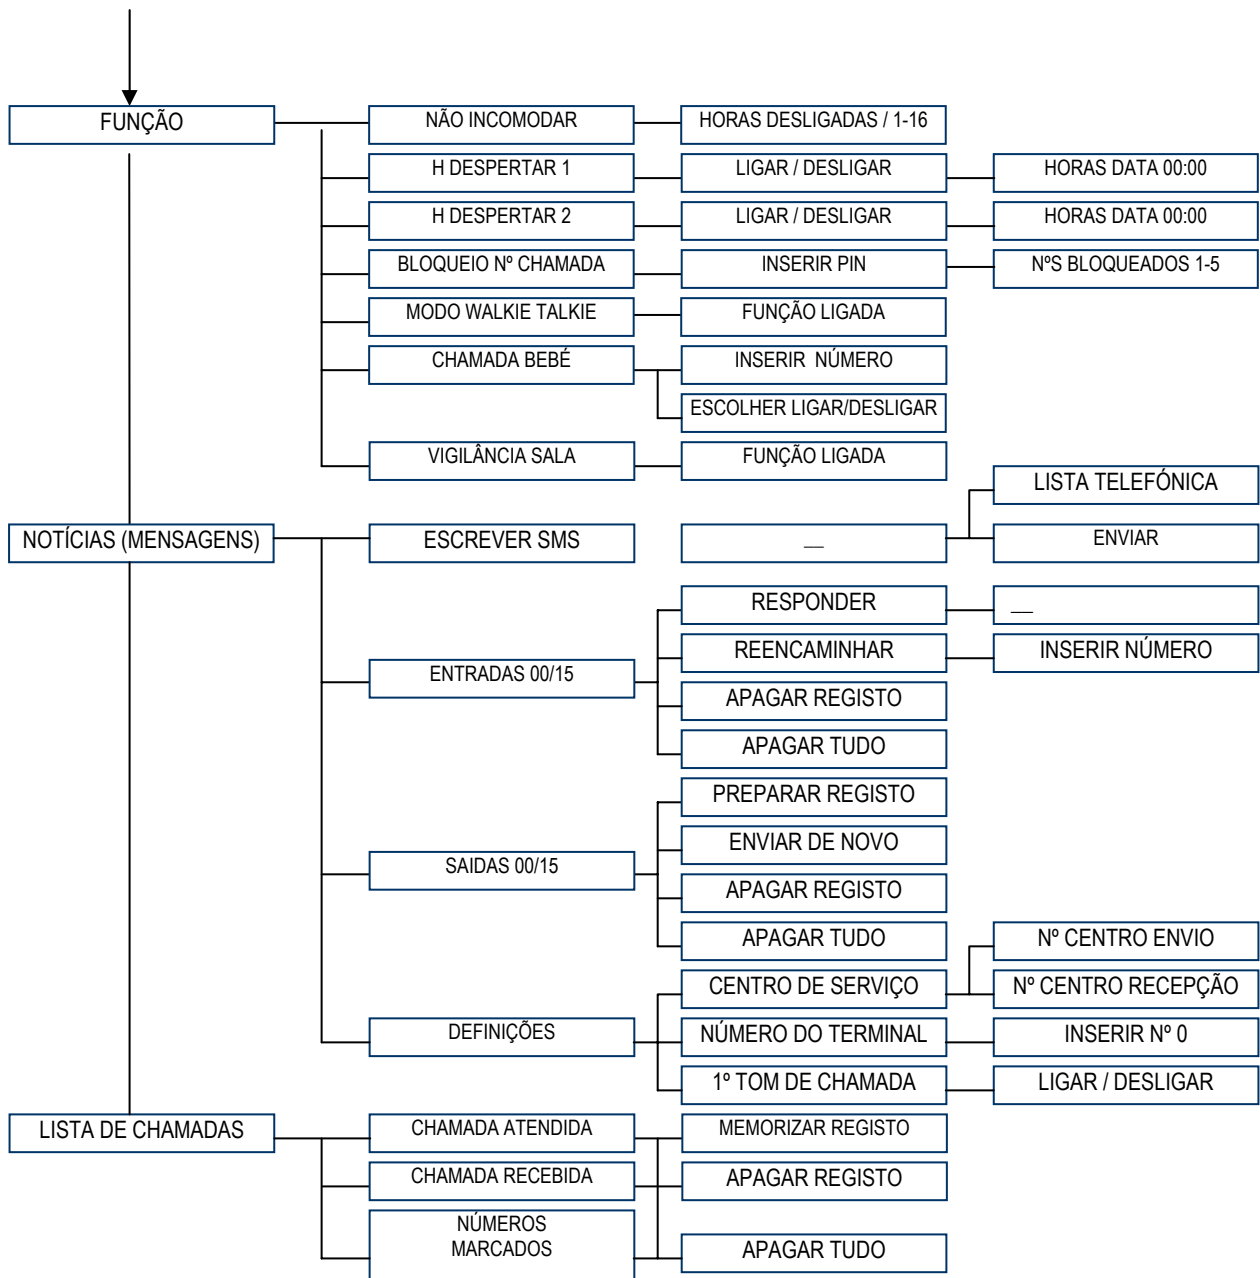 FUNÇÃO
NÃO INCOMODAR
HORAS DESLIGADAS / 1-16
H DESPERTAR 1
LIGAR / DESLIGAR
HORAS DATA 00:00
H DESPERTAR 2
LIGAR / DESLIGAR
HORAS DATA 00:00
BLOQUEIO Nº CHAMADA
INSERIR PIN
NºS BLOQUEADOS 1-5
MODO WALKIE TALKIE
FUNÇÃO LIGADA
CHAMADA BEBÉ
INSERIR NÚMERO
ESCOLHER LIGAR/DESLIGAR
VIGILÂNCIA SALA
FUNÇÃO LIGADA
LISTA TELEFÓNICA
NOTÍCIAS (MENSAGENS)
ESCREVER SMS
__
ENVIAR
RESPONDER
__
REENCAMINHAR
INSERIR NÚMERO
ENTRADAS 00/15
APAGAR REGISTO
APAGAR TUDO
PREPARAR REGISTO
ENVIAR DE NOVO
SAIDAS 00/15
APAGAR REGISTO
APAGAR TUDO
Nº CENTRO ENVIO
CENTRO DE SERVIÇO
Nº CENTRO RECEPÇÃO
DEFINIÇÕES
NÚMERO DO TERMINAL
INSERIR Nº 0
1º TOM DE CHAMADA
LIGAR / DESLIGAR
LISTA DE CHAMADAS
CHAMADA ATENDIDA
MEMORIZAR REGISTO
CHAMADA RECEBIDA
APAGAR REGISTO
NÚMEROS
MARCADOS
APAGAR TUDO